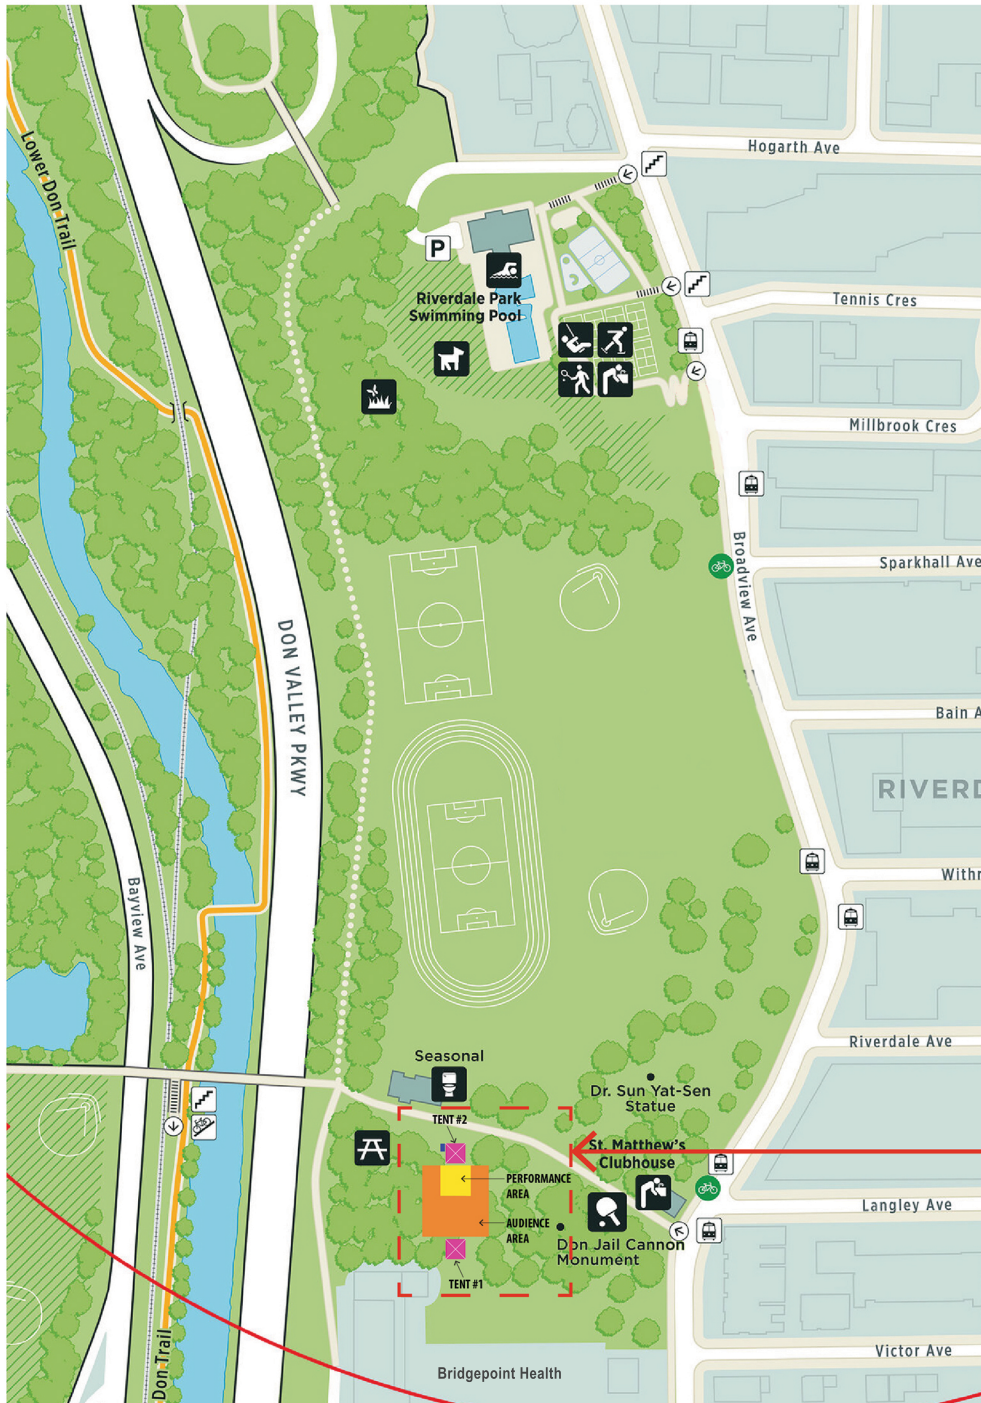 Hogarth Ave
Lower Don Trail
P
Riverdale Park
Swimming Pool
Tennis Cres
Millbrook Cres
Broadview Ave
Sparkhall Ave
DON VALLEY PKWY
Bain A
RIVERD
Withr
Bayview Ave
Riverdale Ave
Seasonal
Dr. Sun Yat-Sen
Statue
TENT #2
St. Matthew's
Clubhouse
PERFORMANCE
AREA
Langley Ave
AUDIENCE
AREA
Don Jail Cannon
Monument
TENT #1
Don Trail
Victor Ave
Bridgepoint Health